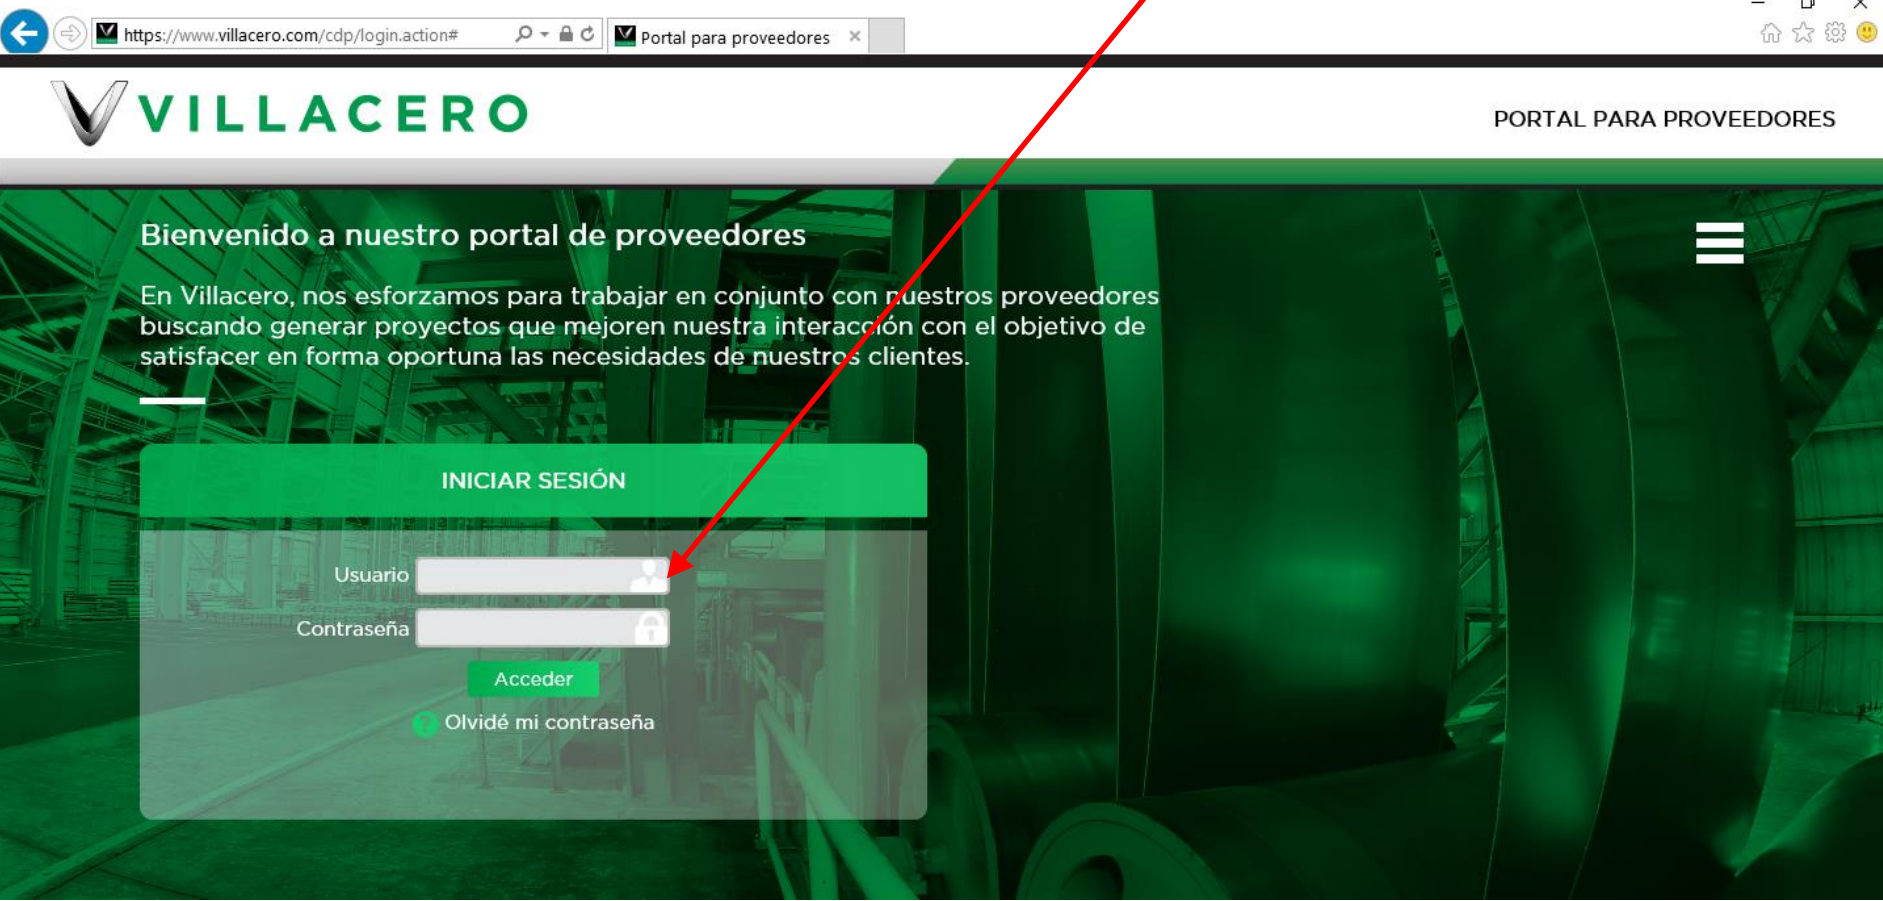 https://www.villacero.com/cdp/login.action#
Portal para proveedores
VILLACERO
PORTAL PARA PROVEEDORES
Bienvenido a nuestro portal de proveedores
En Villacero, nos esforzamos para trabajar en conjunto con nuestros proveedores
buscando generar proyectos que mejoren nuestra interacción con el objetivo de
satisfacer en forma oportuna las necesidades de nuestros clientes.
INICIAR SESIÓN
Usuario
Contraseña
Acceder
? Olvidé mi contraseña